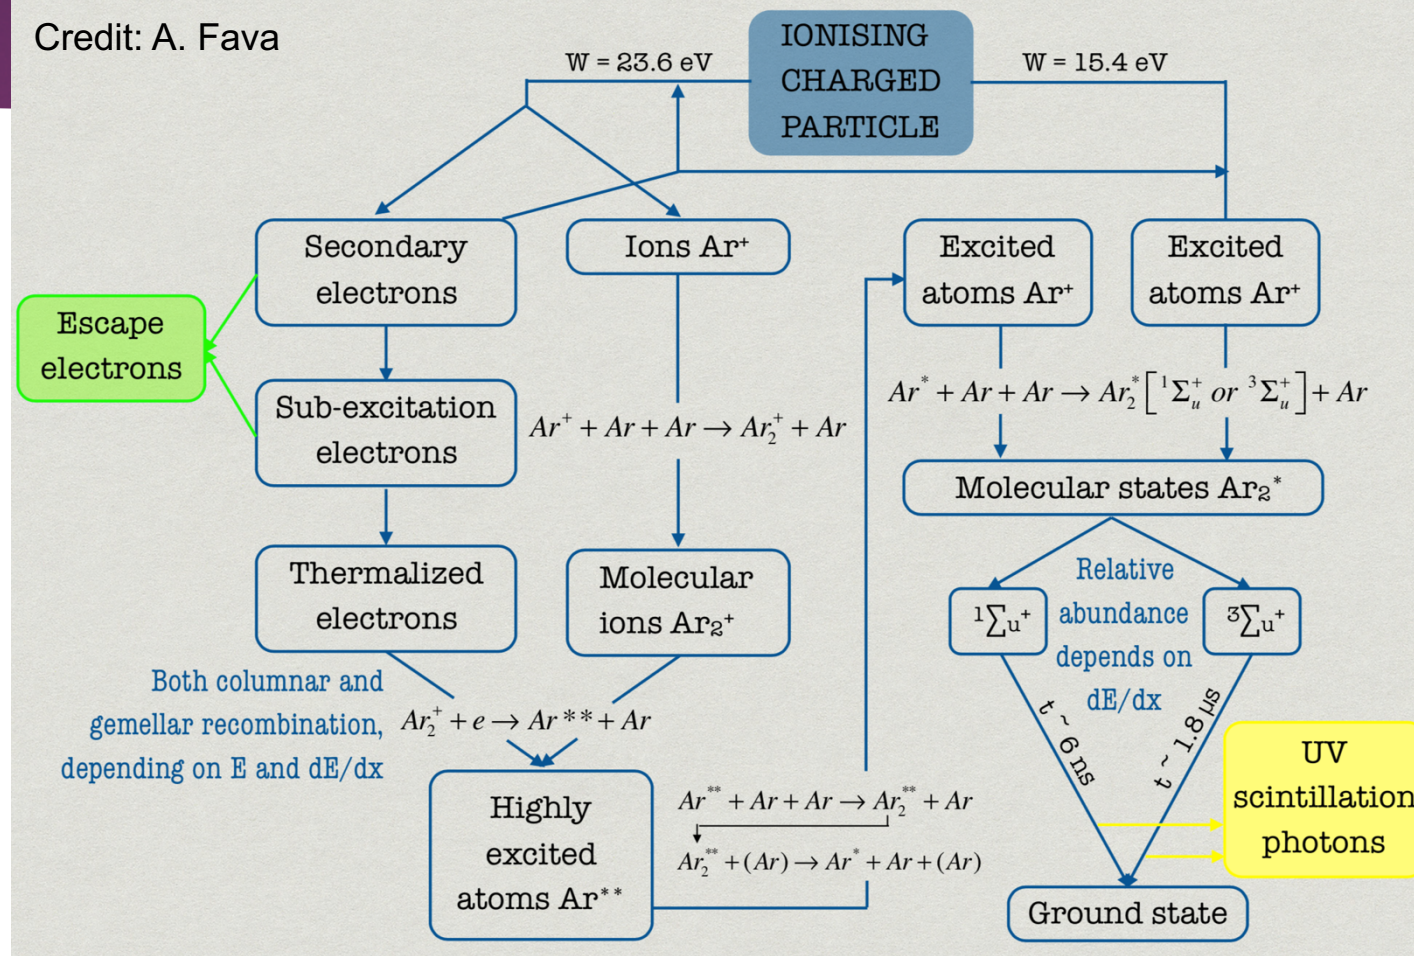 Credit: A. Fava
IONISING
CHARGED
PARTICLE
W = 23.6 eV
W = 15.4 eV
Secondary
electrons
Ions Ar⁺
Excited
atoms Ar⁺
Excited
atoms Ar⁺
Escape
electrons
Sub-excitation
electrons
Ar⁺ + Ar + Ar → Ar₂⁺ + Ar
Ar* + Ar + Ar → Ar₂* [¹Σᵤ⁺ or ³Σᵤ⁺] + Ar
Molecular states Ar₂*
Thermalized
electrons
Molecular
ions Ar₂⁺
Relative
abundance
depends on
dE/dx
¹∑u⁺
³∑u⁺
Both columnar and
gemellar recombination,
depending on E and dE/dx
Ar₂⁺ + e → Ar ** + Ar
t ~ 6 ns
t ~ 1.8 µs
UV
scintillation
photons
Highly
excited
atoms Ar**
Ar** + Ar + Ar → Ar₂** + Ar
Ar₂** + (Ar) → Ar* + Ar + (Ar)
Ground state